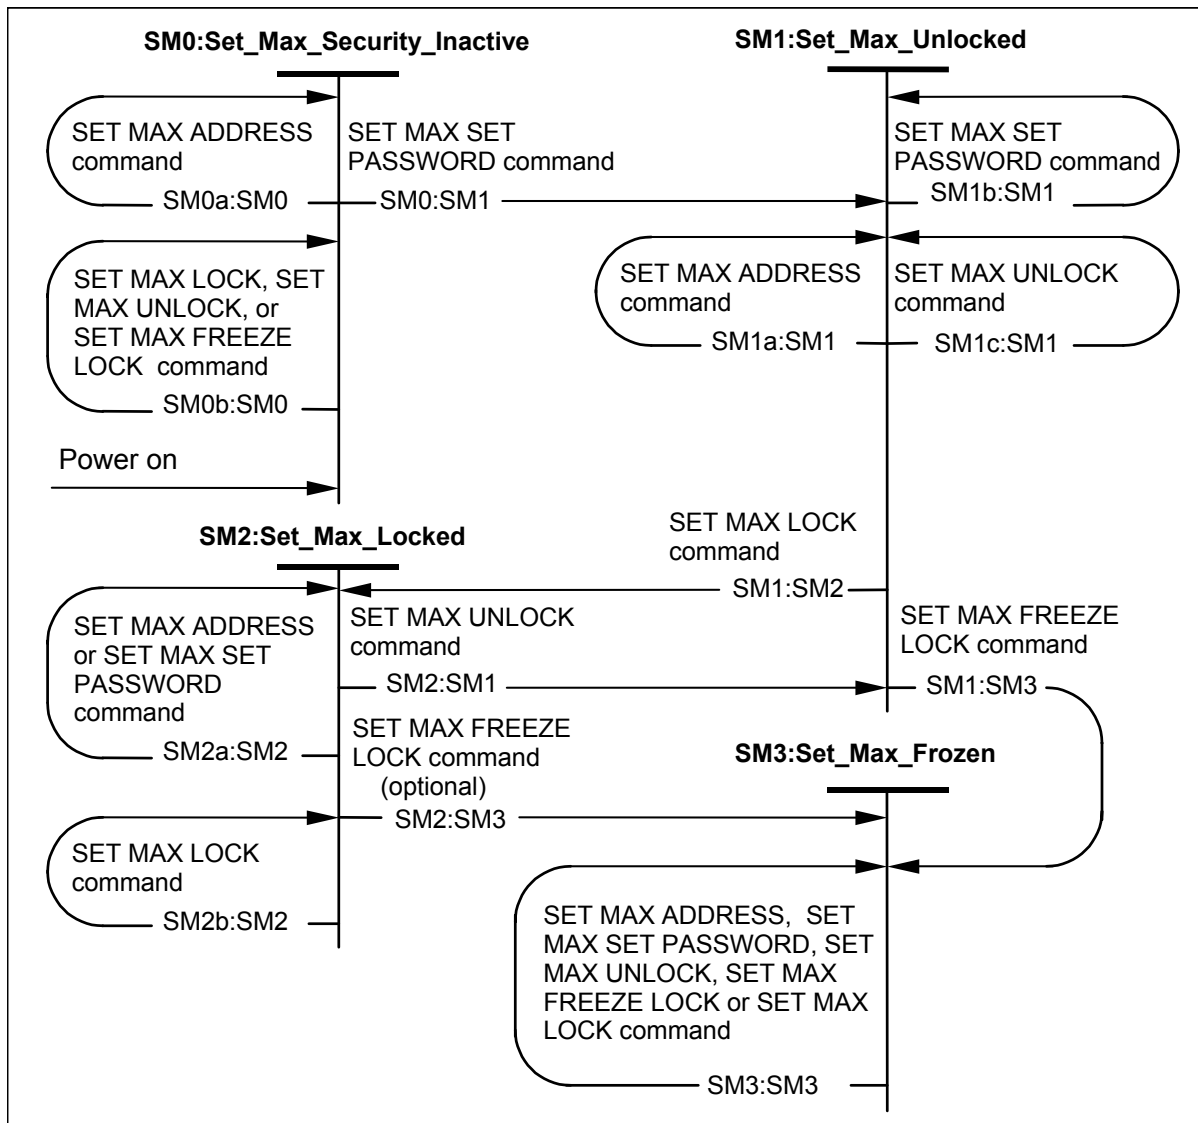 SM0:Set_Max_Security_Inactive
SM1:Set_Max_Unlocked
SET MAX ADDRESS
command
SM0a:SM0
SET MAX SET
PASSWORD command
SM0:SM1
SET MAX SET
PASSWORD command
SM1b:SM1
SET MAX LOCK, SET
MAX UNLOCK, or
SET MAX FREEZE
LOCK command
SM0b:SM0
SET MAX ADDRESS
command
SM1a:SM1
SET MAX UNLOCK
command
SM1c:SM1
Power on
SM2:Set_Max_Locked
SET MAX LOCK
command
SM1:SM2
SET MAX ADDRESS
or SET MAX SET
PASSWORD
command
SM2a:SM2
SET MAX UNLOCK
command
SM2:SM1
SET MAX FREEZE
LOCK command
SM1:SM3
SET MAX FREEZE
LOCK command
(optional)
SM2:SM3
SM3:Set_Max_Frozen
SET MAX LOCK
command
SM2b:SM2
SET MAX ADDRESS, SET
MAX SET PASSWORD, SET
MAX UNLOCK, SET MAX
FREEZE LOCK or SET MAX
LOCK command
SM3:SM3